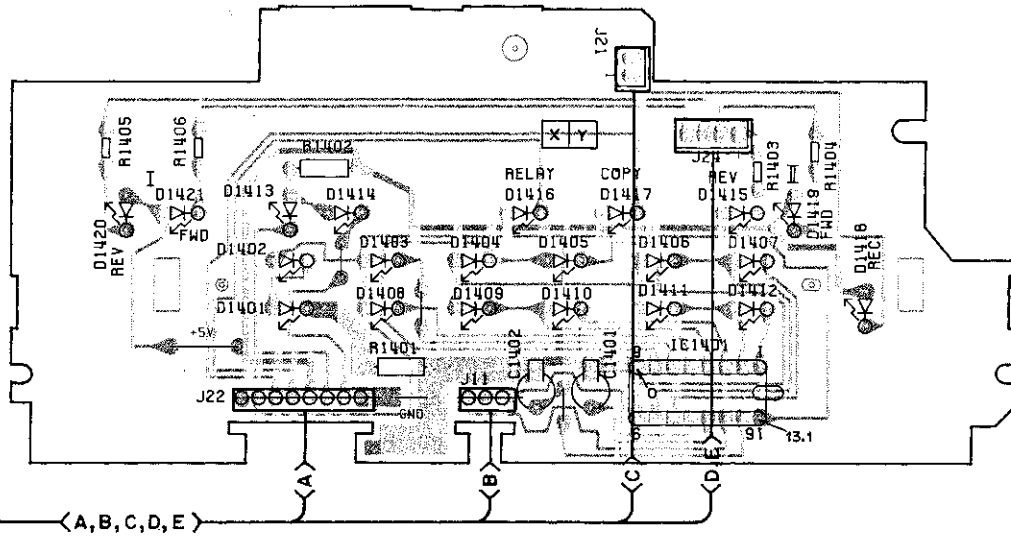 J21
1
X Y
R1405
R1406
R1402
J24
R1403
R1404
I
II
RELAY
COPY
REV
D1421
D1413
D1414
D1416
D1417
D1415
D1419
FWD
D1420
REV
FWD
D1402
D1403
D1404
D1405
D1406
D1407
D1418
REC.
D1401
D1408
D1409
D1410
D1411
D1412
+5V
R1401
C1402
C1401
8
IC1401
1
J22
J11
GND
9
16
13.1
A
B
C
D,E
A,B,C,D,E